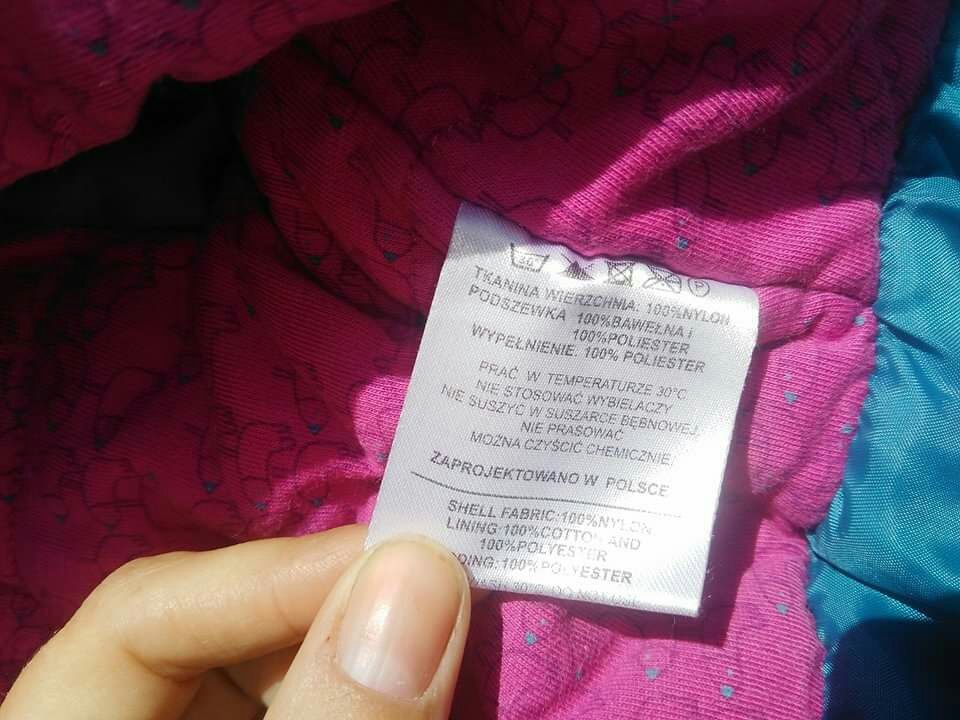 30
P
TKANINA WIERZCHNIA: 100%NYLON
PODSZEWKA 100%BAWEŁNA i
100%POLIESTER
WYPEŁNIENIE: 100% POLIESTER
PRAĆ W TEMPERATURZE 30°C
NIE STOSOWAĆ WYBIELACZY
NIE SUSZYĆ W SUSZARCE BĘBNOWEJ,
NIE PRASOWAĆ
MOŻNA CZYŚCIĆ CHEMICZNIE,
ZAPROJEKTOWANO W POLSCE
SHELL FABRIC:100%NYLON
LINING:100%COTTON AND
100%POLYESTER
DDING:100%POLYESTER